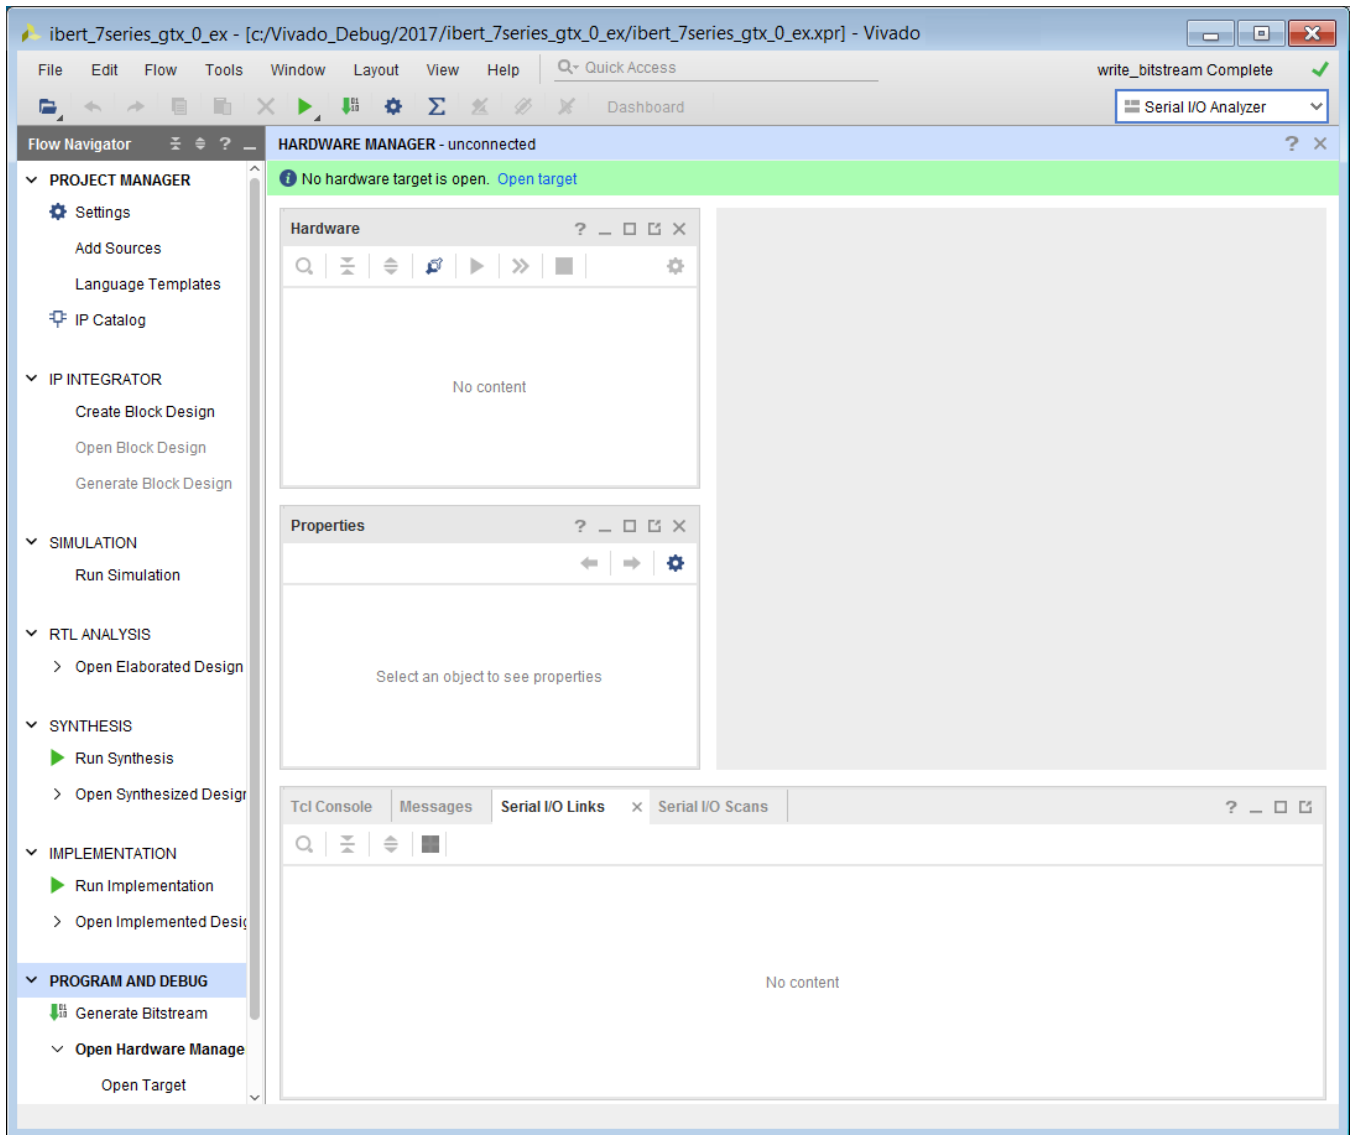 ibert_7series_gtx_0_ex - [c:/Vivado_Debug/2017/ibert_7series_gtx_0_ex/ibert_7series_gtx_0_ex.xpr] - Vivado
File Edit Flow Tools Window Layout View Help Quick Access write_bitstream Complete
Dashboard Serial I/O Analyzer
Flow Navigator ? HARDWARE MANAGER - unconnected ?
PROJECT MANAGER
No hardware target is open. Open target
Settings
Hardware ?
Add Sources
Language Templates
IP Catalog
No content
IP INTEGRATOR
Create Block Design
Open Block Design
Generate Block Design
Properties ?
SIMULATION
Run Simulation
RTL ANALYSIS
Open Elaborated Design
Select an object to see properties
SYNTHESIS
Run Synthesis
Open Synthesized Desigr
Tcl Console Messages Serial I/O Links Serial I/O Scans ?
IMPLEMENTATION
Run Implementation
Open Implemented Desig
PROGRAM AND DEBUG
No content
Generate Bitstream
Open Hardware Manage
Open Target